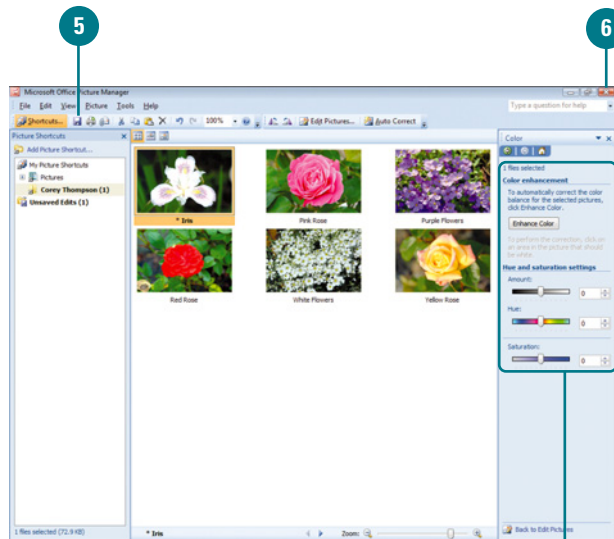 5
6
Microsoft Office Picture Manager
File Edit View Picture Tools Help
Type a question for help
Shortcuts... 100% Edit Pictures... Auto Correct
Picture Shortcuts
Add Picture Shortcut...
My Picture Shortcuts
Pictures
Corey Thompson (1)
Unsaved Edits (1)
* Iris
Pink Rose
Purple Flowers
Red Rose
White Flowers
Yellow Rose
Color
1 files selected
Color enhancement
To automatically correct the color
balance for the selected pictures,
click Enhance Color.
Enhance Color
To perform the correction, click on
an area in the picture that should
be white.
Hue and saturation settings
Amount:
0
Hue:
0
Saturation:
0
Back to Edit Pictures
1 files selected (72.9 KB)
* Iris
Zoom: